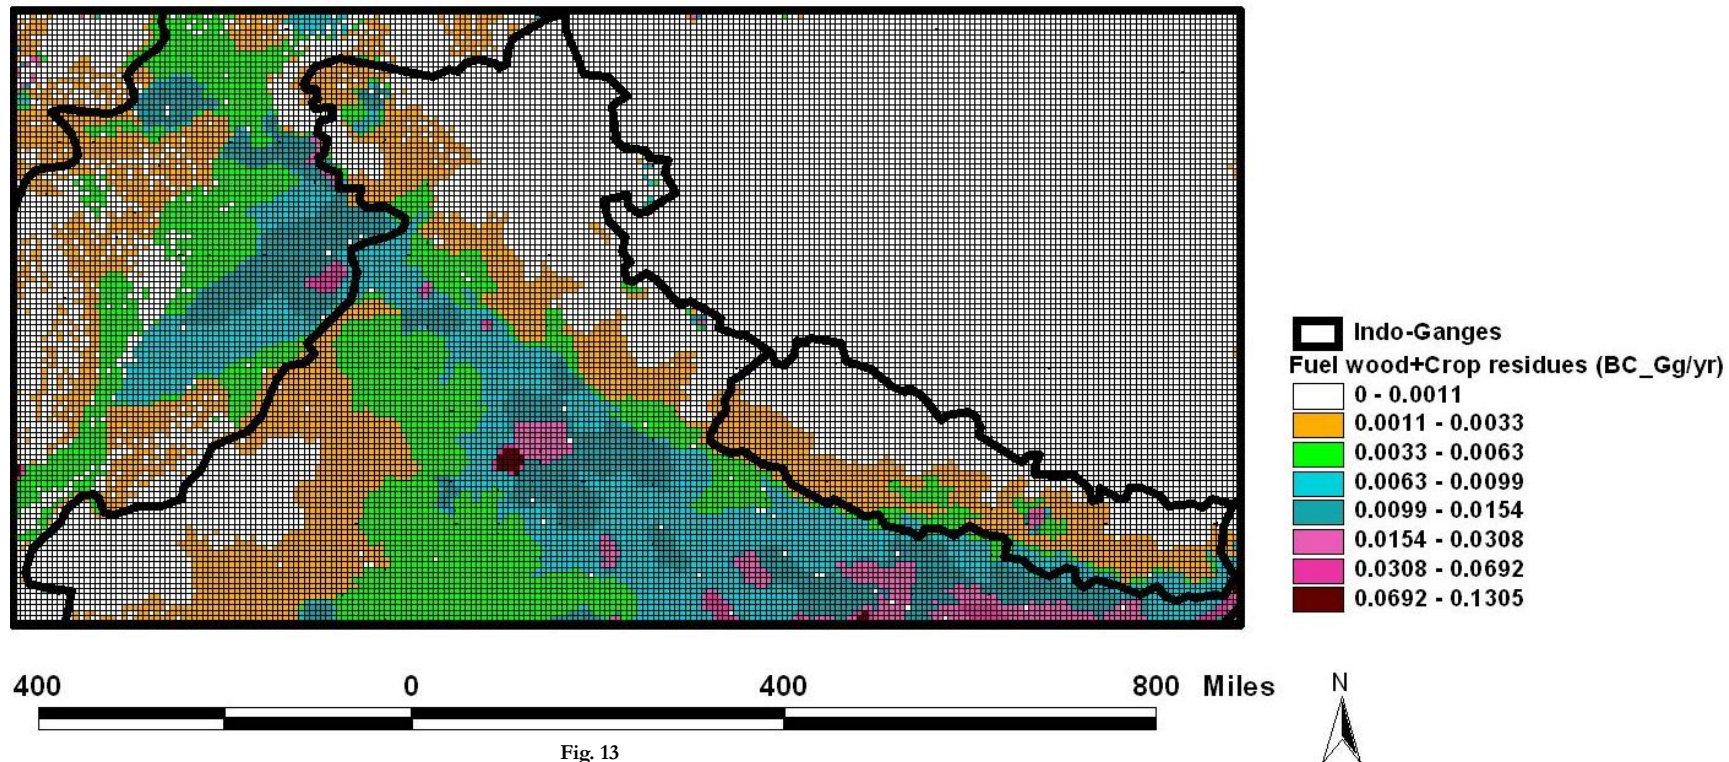 Indo-Ganges
Fuel wood+Crop residues (BC_Gg/yr)
0 - 0.0011
0.0011 - 0.0033
0.0033 - 0.0063
0.0063 - 0.0099
0.0099 - 0.0154
0.0154 - 0.0308
0.0308 - 0.0692
0.0692 - 0.1305
400 0 400 800 Miles
N
Fig. 13